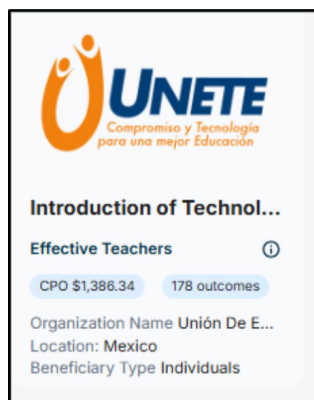 UNETE
Compromiso y Tecnología
para una mejor Educación
Introduction of Technol...
Effective Teachers
CPO $1,386.34 178 outcomes
Organization Name Unión De E...
Location: Mexico
Beneficiary Type Individuals